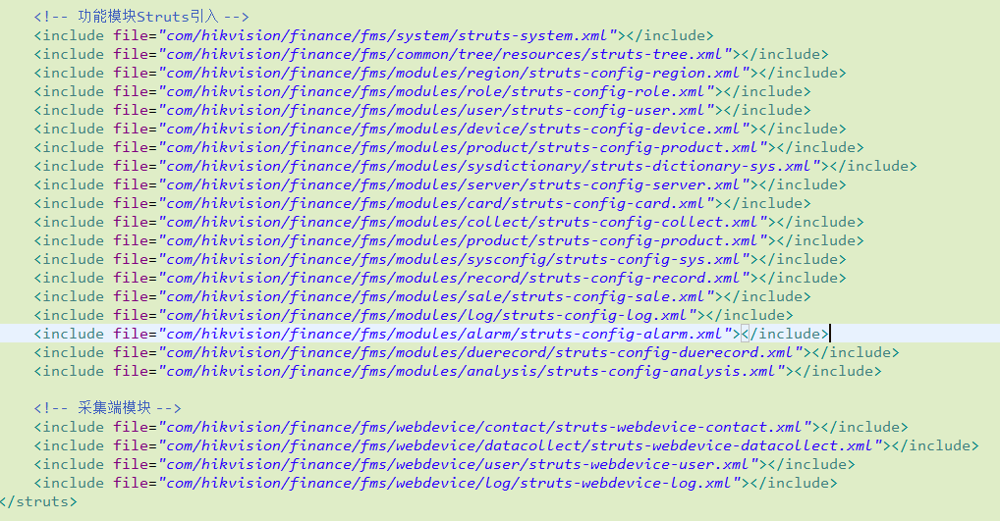 <!-- 功能模块Struts引入 -->
<include file="com/hikvision/finance/fms/system/struts-system.xml"></include>
<include file="com/hikvision/finance/fms/common/tree/resources/struts-tree.xml"></include>
<include file="com/hikvision/finance/fms/modules/region/struts-config-region.xml"></include>
<include file="com/hikvision/finance/fms/modules/role/struts-config-role.xml"></include>
<include file="com/hikvision/finance/fms/modules/user/struts-config-user.xml"></include>
<include file="com/hikvision/finance/fms/modules/device/struts-config-device.xml"></include>
<include file="com/hikvision/finance/fms/modules/product/struts-config-product.xml"></include>
<include file="com/hikvision/finance/fms/modules/sysdictionary/struts-dictionary-sys.xml"></include>
<include file="com/hikvision/finance/fms/modules/server/struts-config-server.xml"></include>
<include file="com/hikvision/finance/fms/modules/card/struts-config-card.xml"></include>
<include file="com/hikvision/finance/fms/modules/collect/struts-config-collect.xml"></include>
<include file="com/hikvision/finance/fms/modules/product/struts-config-product.xml"></include>
<include file="com/hikvision/finance/fms/modules/sysconfig/struts-config-sys.xml"></include>
<include file="com/hikvision/finance/fms/modules/record/struts-config-record.xml"></include>
<include file="com/hikvision/finance/fms/modules/sale/struts-config-sale.xml"></include>
<include file="com/hikvision/finance/fms/modules/log/struts-config-log.xml"></include>
<include file="com/hikvision/finance/fms/modules/alarm/struts-config-alarm.xml"></include>
<include file="com/hikvision/finance/fms/modules/duerecord/struts-config-duerecord.xml"></include>
<include file="com/hikvision/finance/fms/modules/analysis/struts-config-analysis.xml"></include>
<!-- 采集端模块 -->
<include file="com/hikvision/finance/fms/webdevice/contact/struts-webdevice-contact.xml"></include>
<include file="com/hikvision/finance/fms/webdevice/datacollect/struts-webdevice-datacollect.xml"></include>
<include file="com/hikvision/finance/fms/webdevice/user/struts-webdevice-user.xml"></include>
<include file="com/hikvision/finance/fms/webdevice/log/struts-webdevice-log.xml"></include>
</struts>